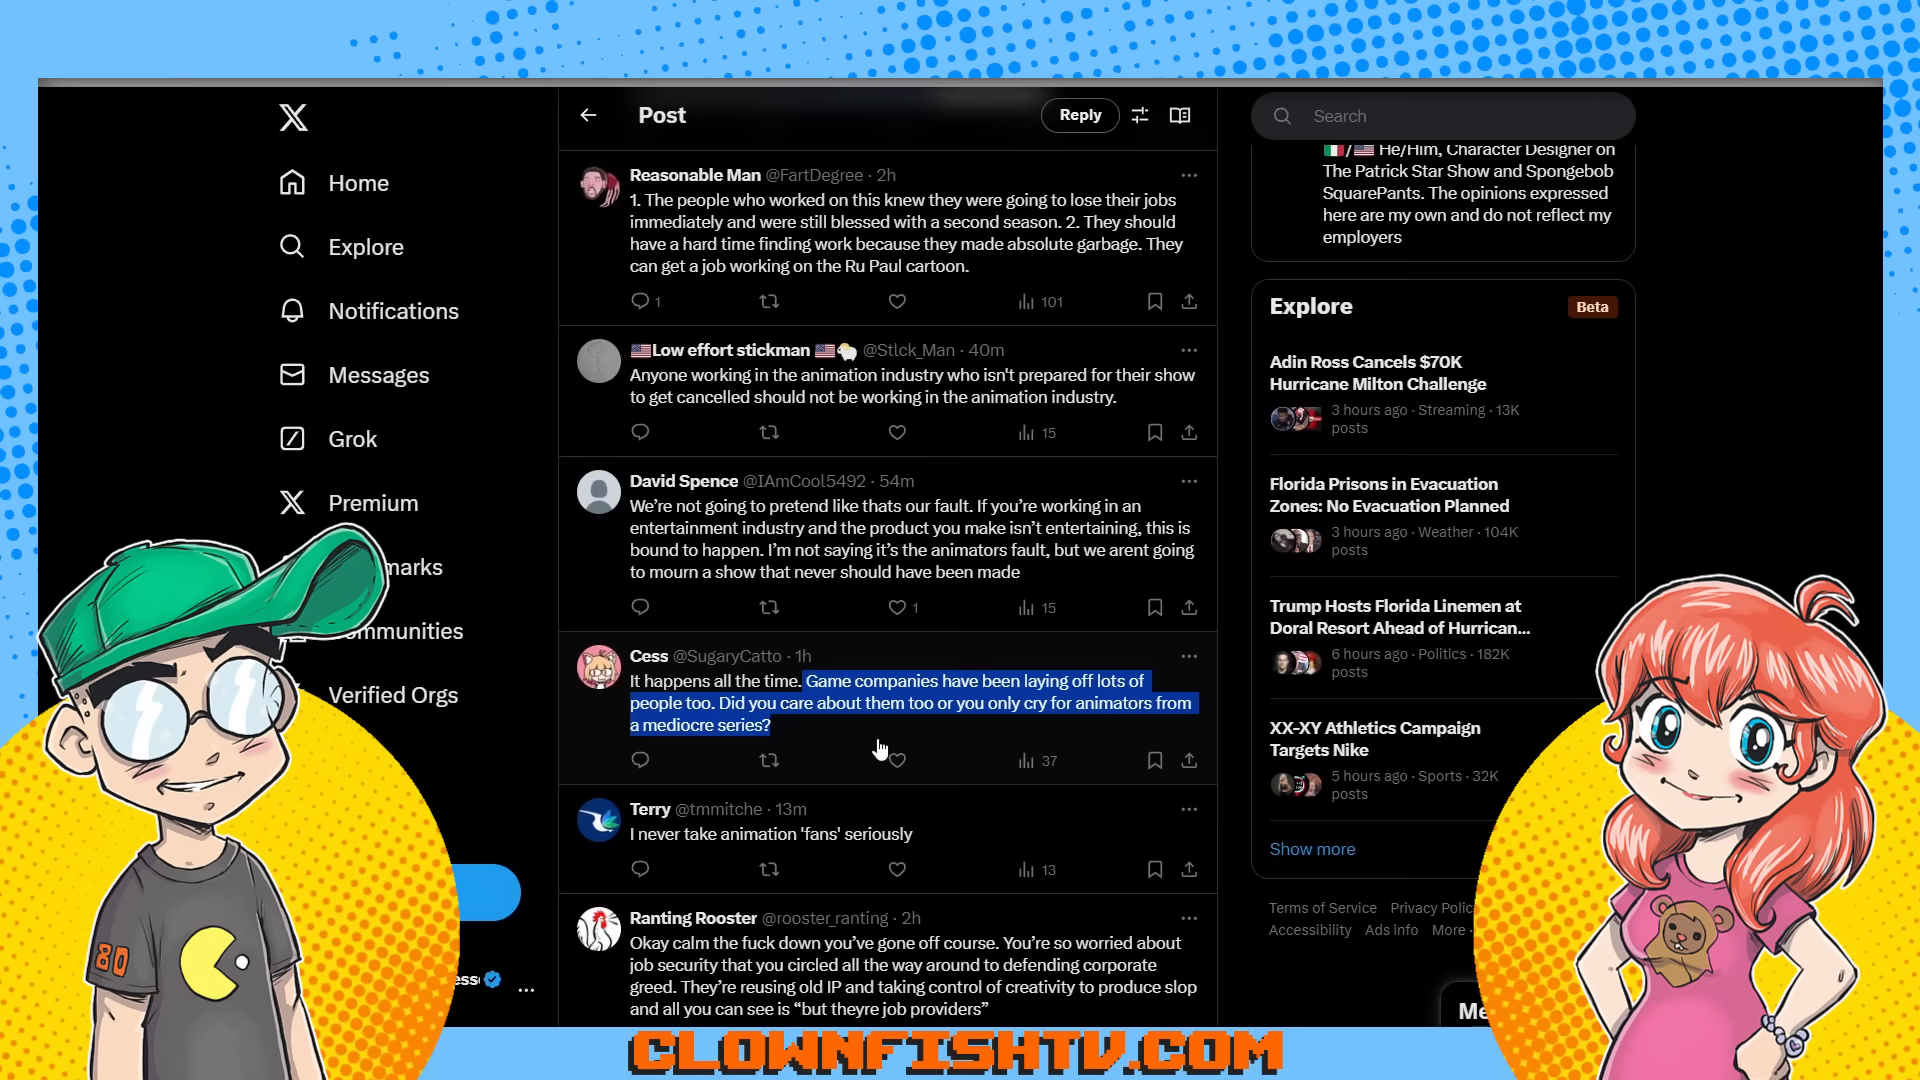 Home
Explore
Notifications
Messages
Grok
Premium
marks
ommunities
Verified Orgs
80
Post
Reply
Reasonable Man @FartDegree · 2h
1. The people who worked on this knew they were going to lose their jobs
immediately and were still blessed with a second season. 2. They should
have a hard time finding work because they made absolute garbage. They
can get a job working on the Ru Paul cartoon.
1
101
Low effort stickman @Stlck_Man · 40m
Anyone working in the animation industry who isn't prepared for their show
to get cancelled should not be working in the animation industry.
15
David Spence @IAmCool5492 · 54m
We’re not going to pretend like thats our fault. If you’re working in an
entertainment industry and the product you make isn’t entertaining, this is
bound to happen. I’m not saying it’s the animators fault, but we arent going
to mourn a show that never should have been made
1
15
Cess @SugaryCatto · 1h
It happens all the time. Game companies have been laying off lots of
people too. Did you care about them too or you only cry for animators from
a mediocre series?
37
Terry @tmmitche · 13m
I never take animation 'fans' seriously
13
Ranting Rooster @rooster_ranting · 2h
Okay calm the fuck down you’ve gone off course. You’re so worried about
job security that you circled all the way around to defending corporate
greed. They’re reusing old IP and taking control of creativity to produce slop
and all you can see is “but theyre job providers”
Search
He/Him, Character Designer on
The Patrick Star Show and Spongebob
SquarePants. The opinions expressed
here are my own and do not reflect my
employers
Explore
Beta
Adin Ross Cancels $70K
Hurricane Milton Challenge
3 hours ago · Streaming · 13K
posts
Florida Prisons in Evacuation
Zones: No Evacuation Planned
3 hours ago · Weather · 104K
posts
Trump Hosts Florida Linemen at
Doral Resort Ahead of Hurrican...
6 hours ago · Politics · 182K
posts
XX-XY Athletics Campaign
Targets Nike
5 hours ago · Sports · 32K
posts
Show more
Terms of Service Privacy Polic
Accessibility Ads info More
Me
CLOWNFISHTV.COM